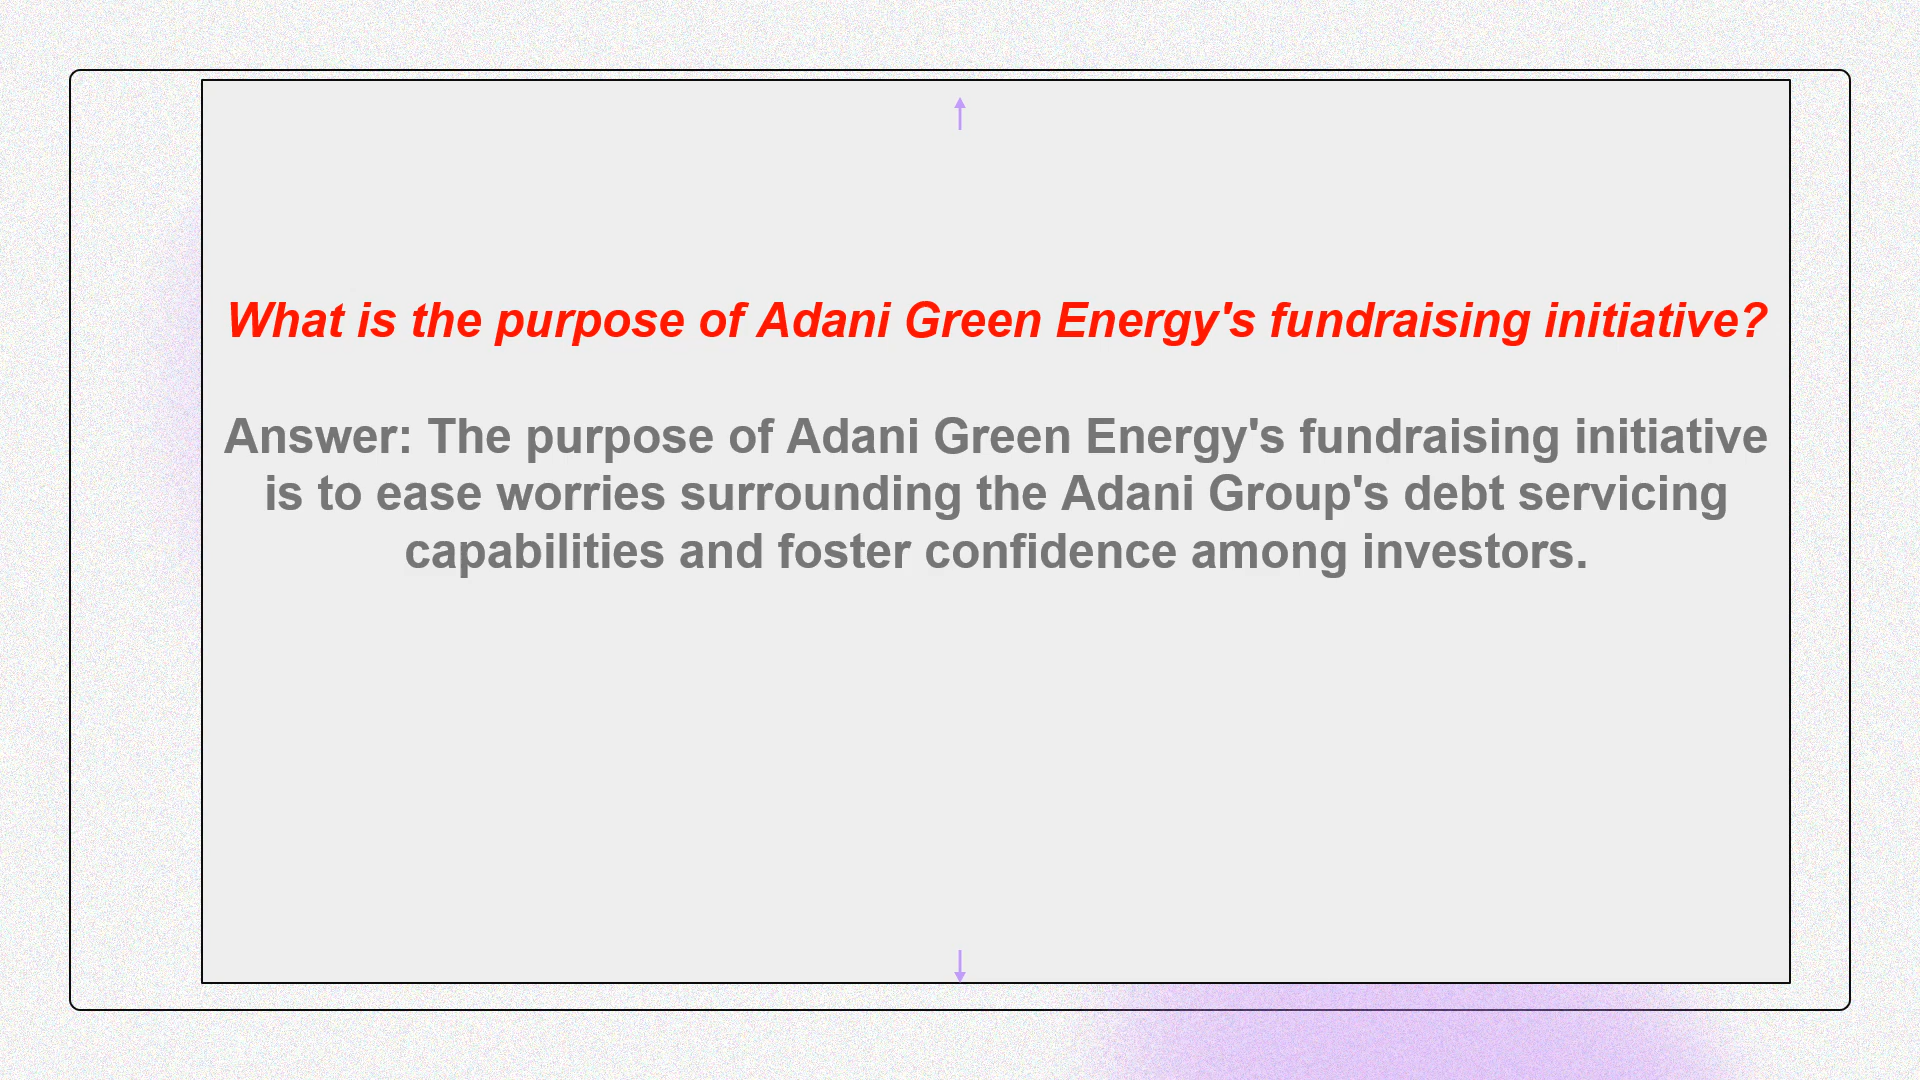 What is the purpose of Adani Green Energy's fundraising initiative?
Answer: The purpose of Adani Green Energy's fundraising initiative
is to ease worries surrounding the Adani Group's debt servicing
capabilities and foster confidence among investors.